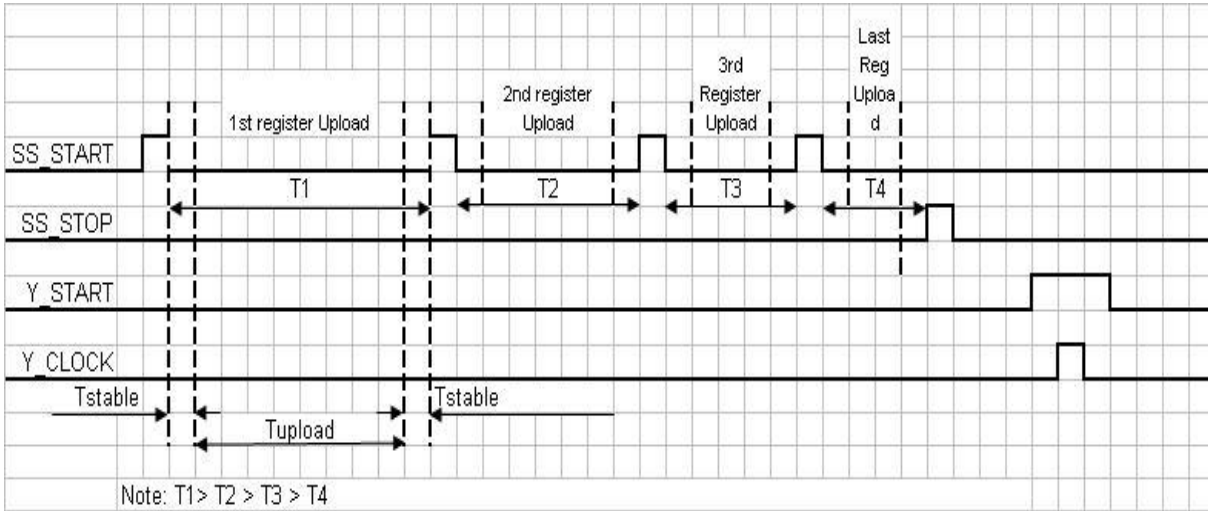 Last
Reg
Uploa
d
3rd
Register
Upload
2nd register
Upload
1st register Upload
SS_START
T1
T2
T3
T4
SS_STOP
Y_START
Y_CLOCK
Tstable
Tstable
Tupload
Note: T1> T2 > T3 > T4